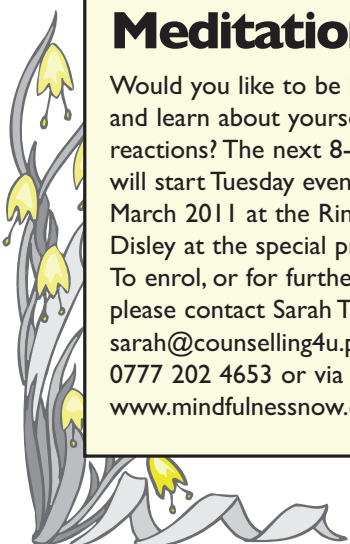 Meditation
Would you like to be
and learn about yourse
reactions? The next 8-
will start Tuesday even
March 2011 at the Rin
Disley at the special pr
To enrol, or for furthe
please contact Sarah T
sarah@counselling4u.p
0777 202 4653 or via
www.mindfulnessnow.